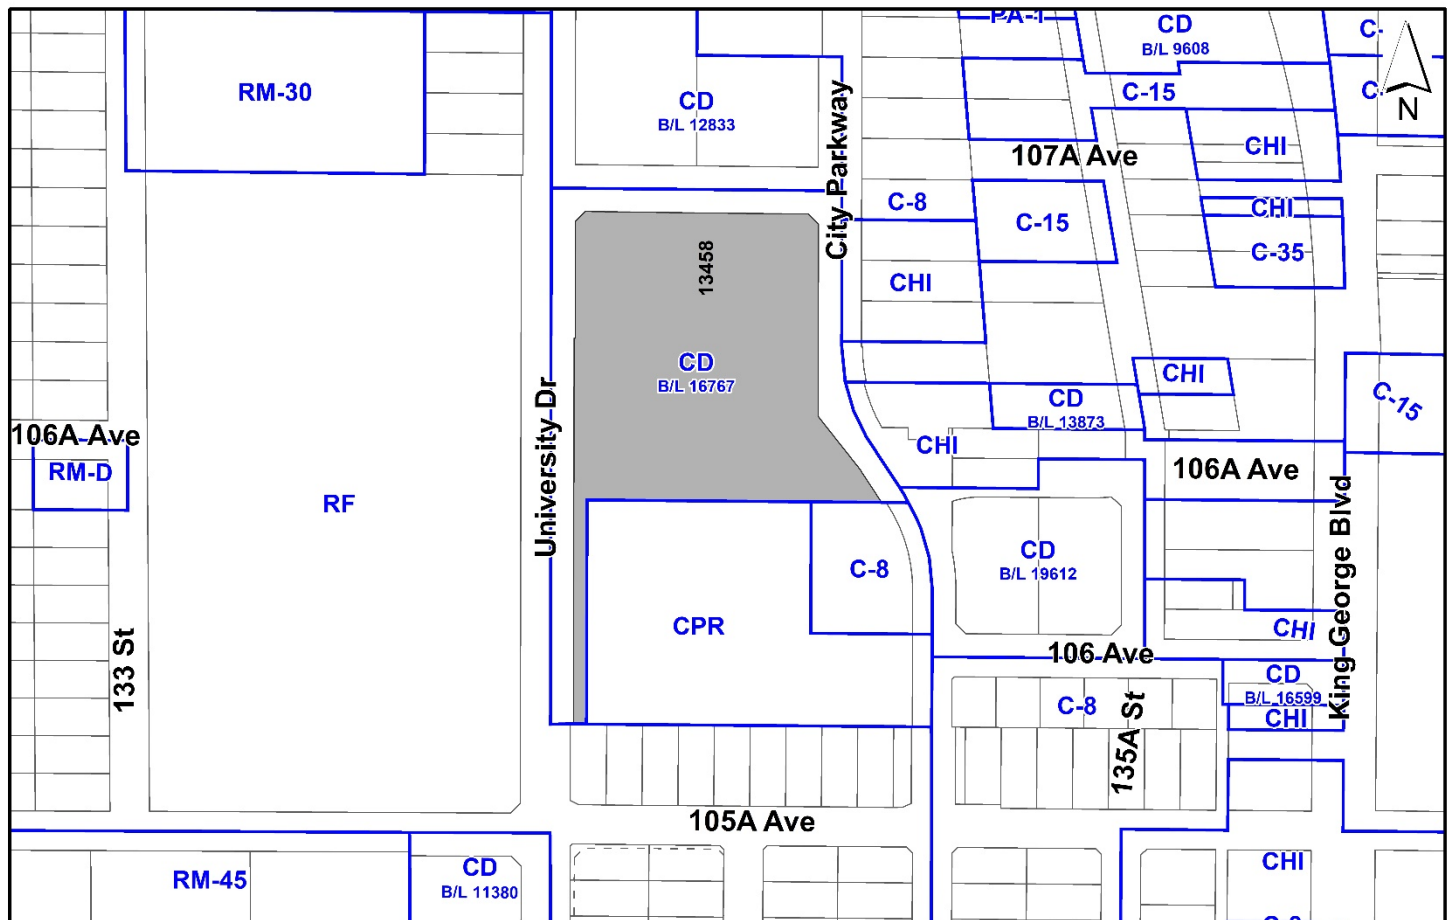 PA-1
CD
B/L 9608
C-
RM-30
CD
B/L 12833
C-15
C-
N
City Parkway
107A Ave
CHI
C-8
C-15
CHI
C-35
13458
CHI
CD
B/L 16767
CHI
C-15
CD
B/L 13873
University Dr
106A Ave
RM-D
CHI
106A Ave
RF
King George Blvd
CD
B/L 19612
C-8
CPR
CHI
133 St
106 Ave
CD
B/L 16599
C-8
CHI
135A St
105A Ave
RM-45
CD
B/L 11380
CHI